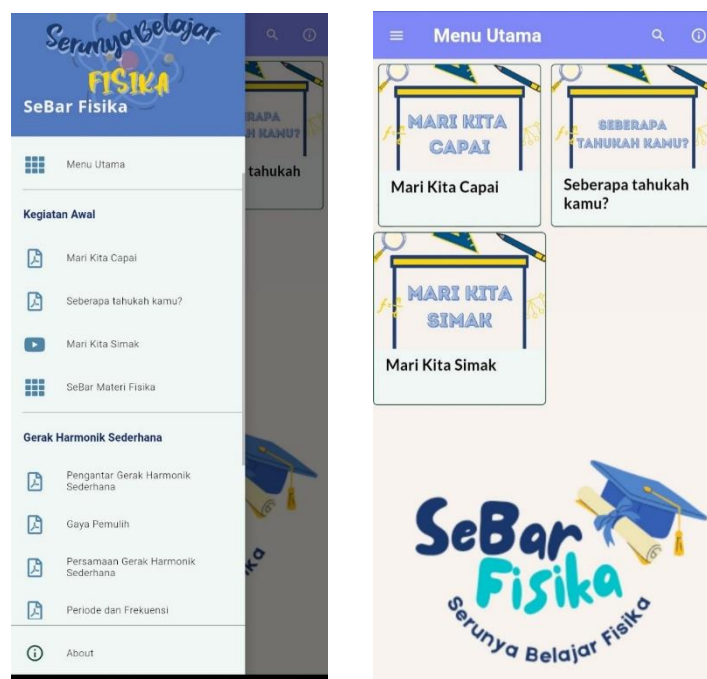 Serunya Belajar
FISIKA
SeBar Fisika
Menu Utama
Kegiatan Awal
Mari Kita Capai
Seberapa tahukah kamu?
Mari Kita Simak
SeBar Materi Fisika
Gerak Harmonik Sederhana
Pengantar Gerak Harmonik
Sederhana
Gaya Pemulih
Persamaan Gerak Harmonik
Sederhana
Periode dan Frekuensi
About
tahukah
Menu Utama
MARI KITA
CAPAI
Mari Kita Capai
SEBERAPA
TAHUKAH KAMU?
Seberapa tahukah
kamu?
MARI KITA
SIMAK
Mari Kita Simak
SeBar
Fisika
Serunya Belajar Fisika